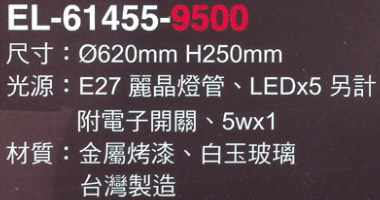 EL-61455-9500
尺寸：Ø620mm H250mm
光源：E27 麗晶燈管、LEDx5 另計
附電子開關、5wx1
材質：金屬烤漆、白玉玻璃
台灣製造